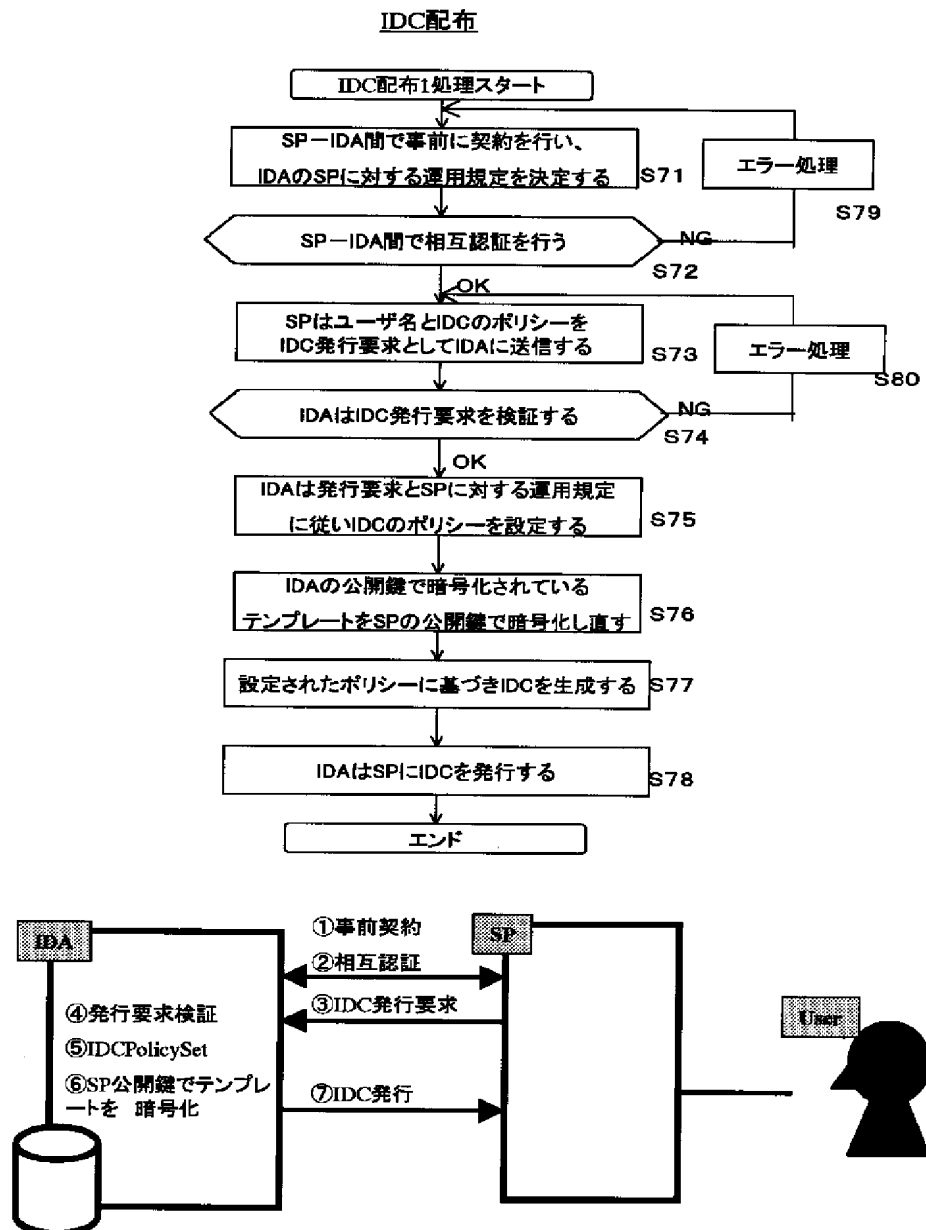 IDC配布
IDC配布1処理スタート
SP－IDA間で事前に契約を行い、
IDAのSPに対する運用規定を決定する
S71
エラー処理
S79
SP－IDA間で相互認証を行う
NG
S72
OK
SPはユーザ名とIDCのポリシーを
IDC発行要求としてIDAに送信する
S73
エラー処理
S80
IDAはIDC発行要求を検証する
NG
S74
OK
IDAは発行要求とSPに対する運用規定
に従いIDCのポリシーを設定する
S75
IDAの公開鍵で暗号化されている
テンプレートをSPの公開鍵で暗号化し直す
S76
設定されたポリシーに基づきIDCを生成する
S77
IDAはSPにIDCを発行する
S78
エンド
IDA
①事前契約
SP
②相互認証
③IDC発行要求
④発行要求検証
User
⑤IDCPolicySet
⑥SP公開鍵でテンプレ
ートを 暗号化
⑦IDC発行